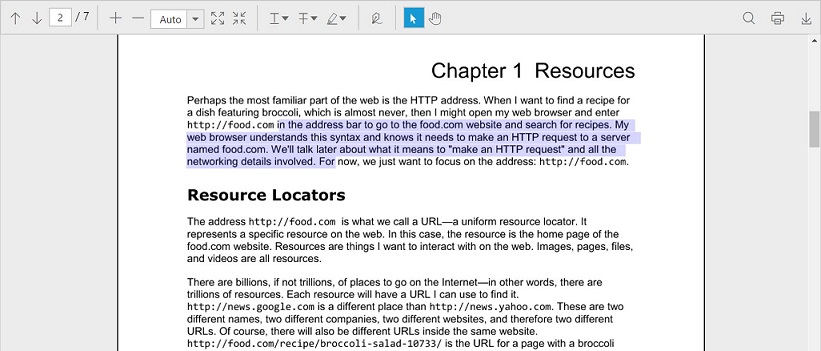 2 / 7 Auto
Chapter 1 Resources
Perhaps the most familiar part of the web is the HTTP address. When I want to find a recipe for
a dish featuring broccoli, which is almost never, then I might open my web browser and enter
http://food.com in the address bar to go to the food.com website and search for recipes. My
web browser understands this syntax and knows it needs to make an HTTP request to a server
named food.com. We'll talk later about what it means to "make an HTTP request" and all the
networking details involved. For now, we just want to focus on the address: http://food.com.
Resource Locators
The address http://food.com is what we call a URL—a uniform resource locator. It
represents a specific resource on the web. In this case, the resource is the home page of the
food.com website. Resources are things I want to interact with on the web. Images, pages, files,
and videos are all resources.
There are billions, if not trillions, of places to go on the Internet—in other words, there are
trillions of resources. Each resource will have a URL I can use to find it.
http://news.google.com is a different place than http://news.yahoo.com. These are two
different names, two different companies, two different websites, and therefore two different
URLs. Of course, there will also be different URLs inside the same website.
http://food.com/recipe/broccoli-salad-10733/ is the URL for a page with a broccoli